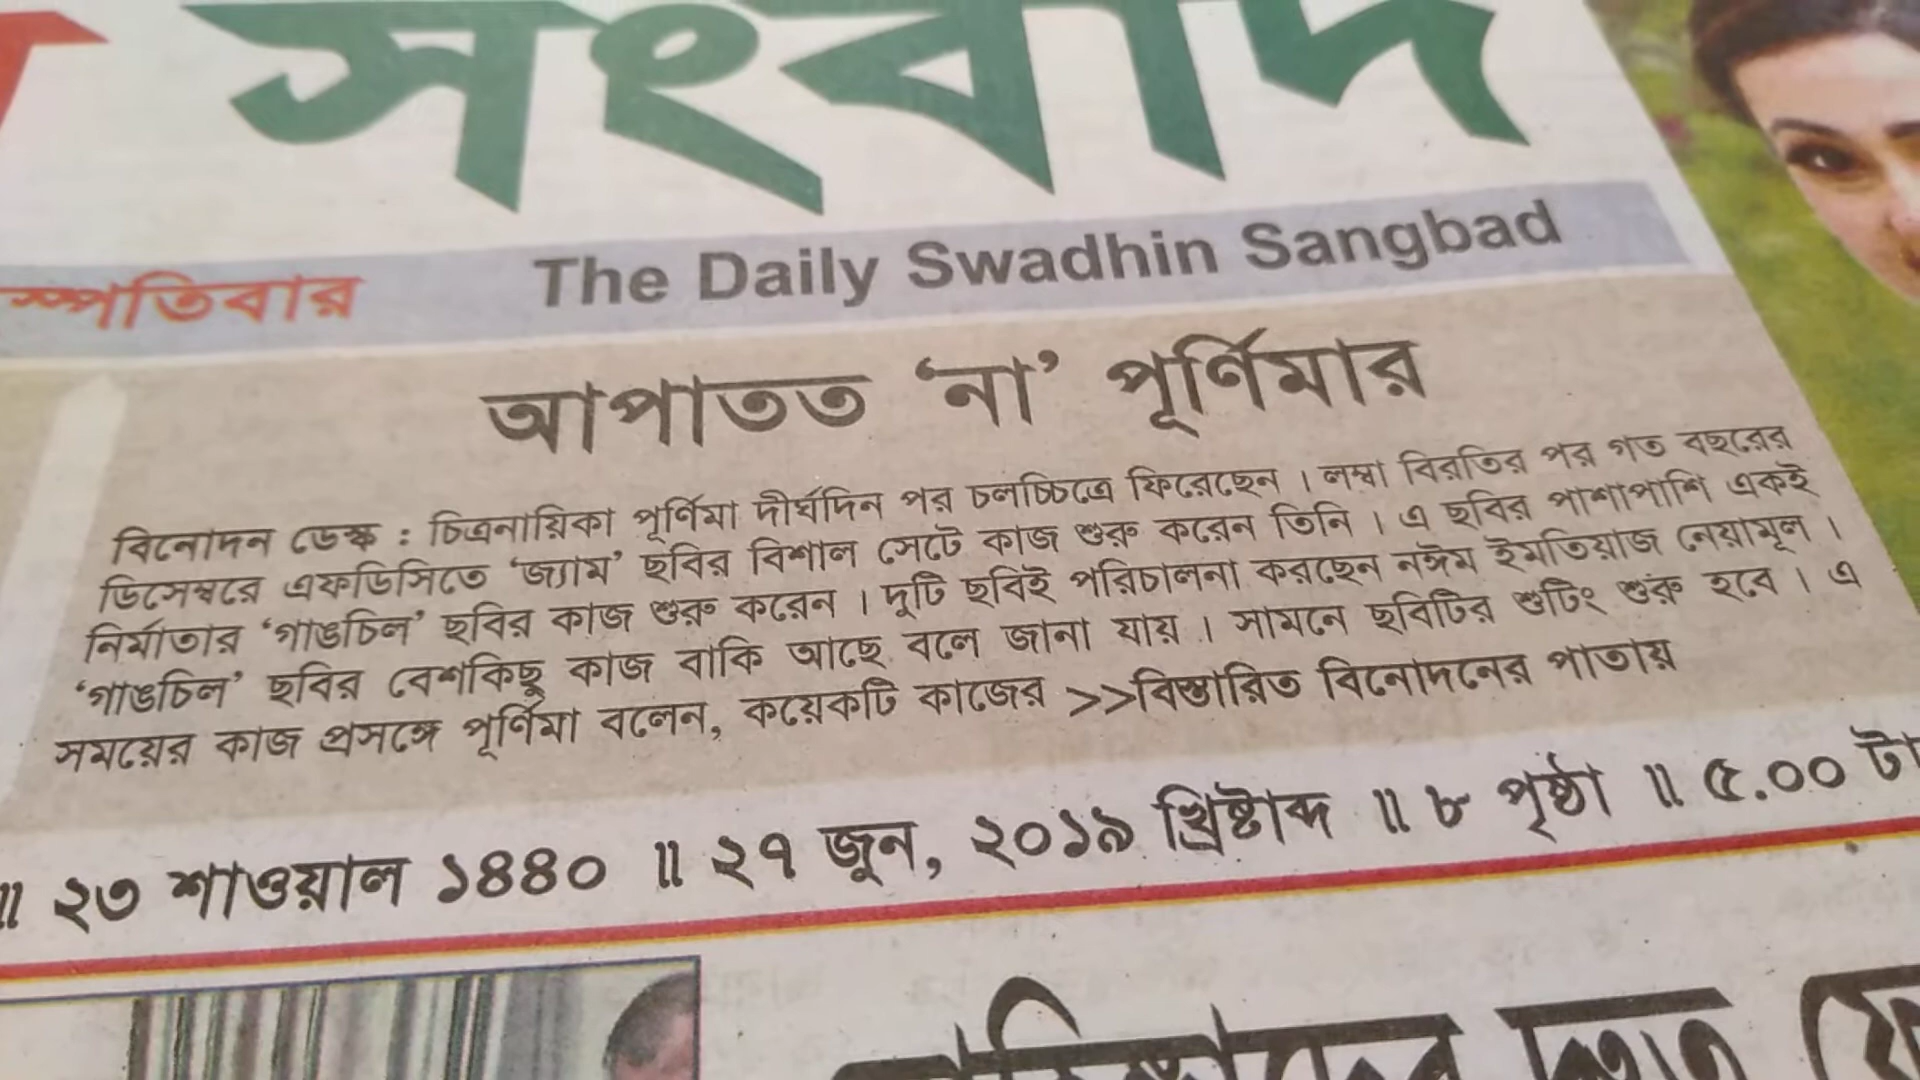 সংবাদ
The Daily Swadhin Sangbad
স্পতিবার
আপাতত ‘না’ পূর্ণিমার
বিনোদন ডেস্ক : চিত্রনায়িকা পূর্ণিমা দীর্ঘদিন পর চলচ্চিত্রে ফিরেছেন । লম্বা বিরতির পর গত বছরের
ডিসেম্বরে এফডিসিতে ‘জ্যাম’ ছবির বিশাল সেটে কাজ শুরু করেন তিনি । এ ছবির পাশাপাশি একই
নির্মাতার ‘গাঙচিল’ ছবির কাজ শুরু করেন । দুটি ছবিই পরিচালনা করছেন নঈম ইমতিয়াজ নেয়ামূল ।
‘গাঙচিল’ ছবির বেশকিছু কাজ বাকি আছে বলে জানা যায় । সামনে ছবিটির শুটিং শুরু হবে । এ
সময়ের কাজ প্রসঙ্গে পূর্ণিমা বলেন, কয়েকটি কাজের >>বিস্তারিত বিনোদনের পাতায়
॥ ২৩ শাওয়াল ১৪৪০ ॥ ২৭ জুন, ২০১৯ খ্রিষ্টাব্দ ॥ ৮ পৃষ্ঠা ॥ ৫.০০ টা